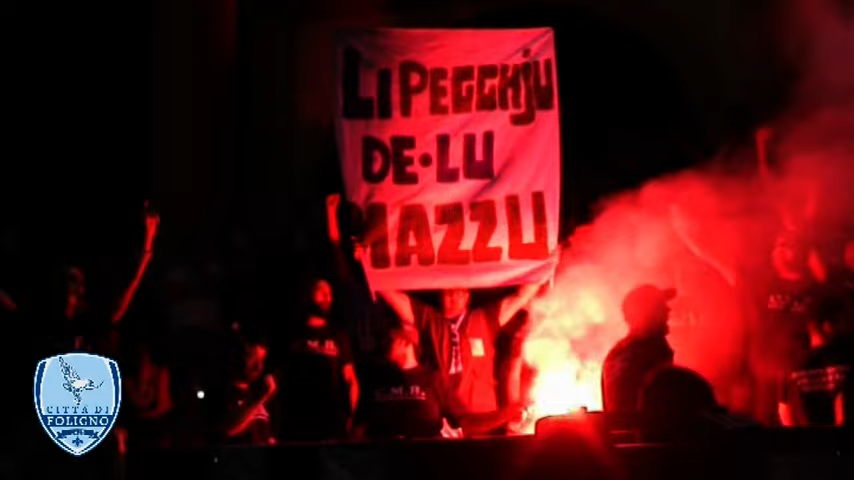 LI PEGGHJU
DE·LU
MAZZU
CITTÀ DI
FOLIGNO